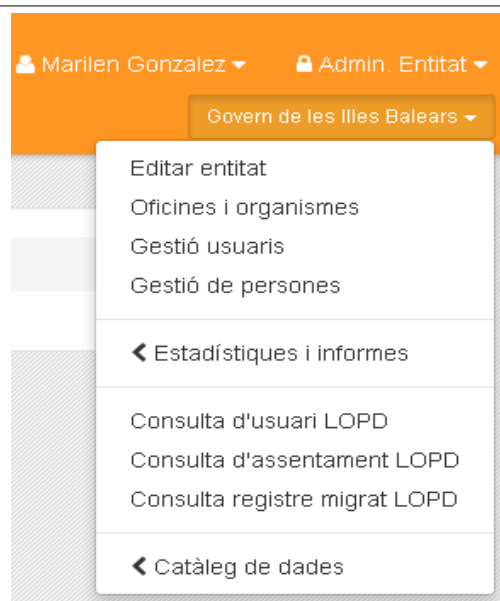 Marilen Gonzalez Admin. Entitat
Govern de les Illes Balears
Editar entitat
Oficines i organismes
Gestió usuaris
Gestió de persones
Estadístiques i informes
Consulta d'usuari LOPD
Consulta d'assentament LOPD
Consulta registre migrat LOPD
Catàleg de dades